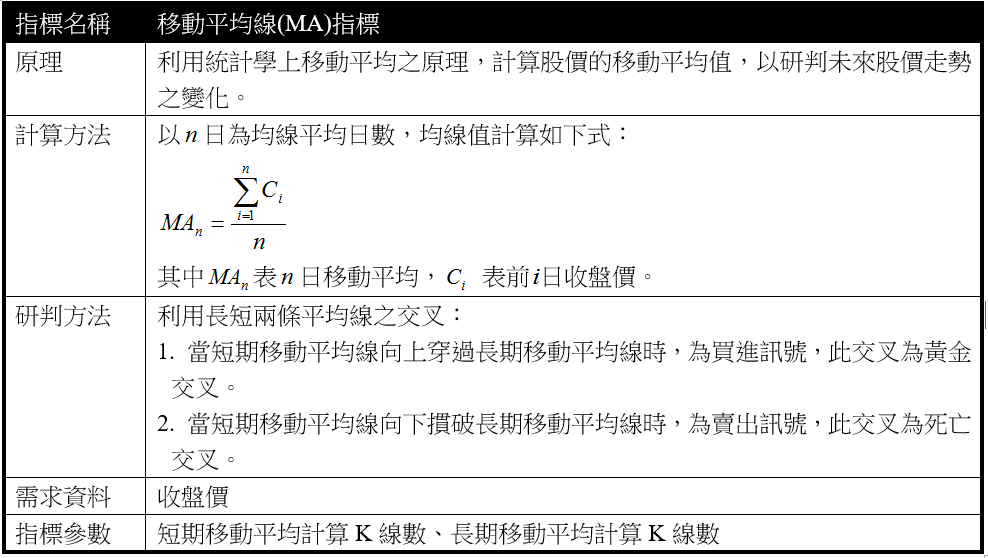 指標名稱 移動平均線(MA)指標
原理 利用統計學上移動平均之原理，計算股價的移動平均值，以研判未來股價走勢
之變化。
計算方法 以 n 日為均線平均日數，均線值計算如下式：
MAₙ = (∑_{i=1}^{n} Cᵢ) / n
其中 MAₙ 表 n 日移動平均， Cᵢ 表前 i 日收盤價。
研判方法 利用長短兩條平均線之交叉：
1. 當短期移動平均線向上穿過長期移動平均線時，為買進訊號，此交叉為黃金
交叉。
2. 當短期移動平均線向下摜破長期移動平均線時，為賣出訊號，此交叉為死亡
交叉。
需求資料 收盤價
指標參數 短期移動平均計算 K 線數、長期移動平均計算 K 線數